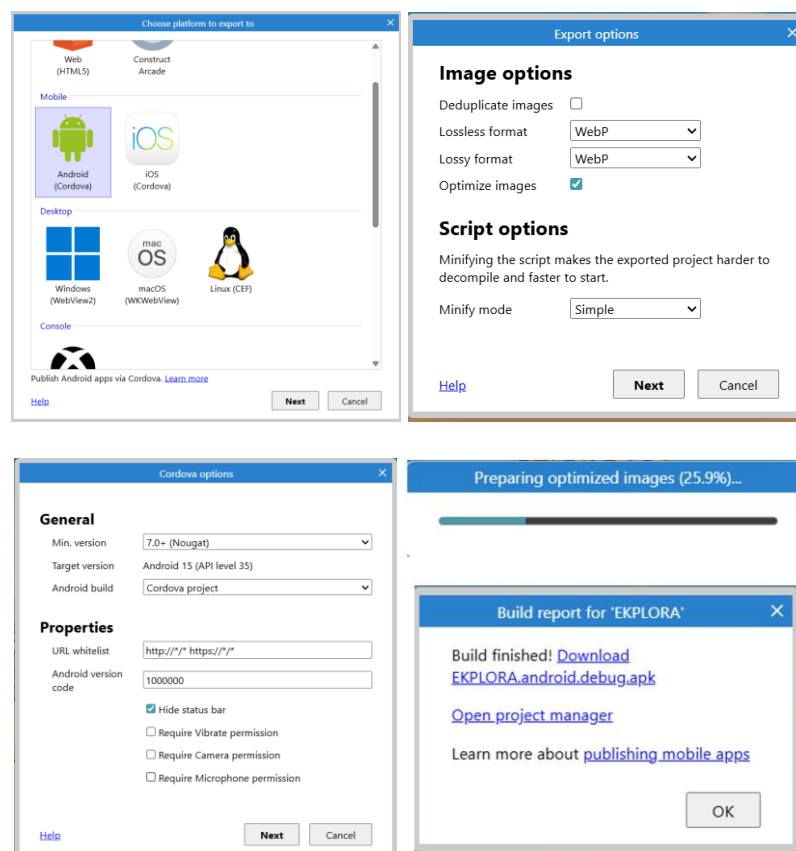 Choose platform to export to
Web
(HTML5)
Construct
Arcade
Mobile
Android
(Cordova)
iOS
iOS
(Cordova)
Desktop
Windows
(WebView2)
mac
OS
macOS
(WKWebView)
Linux (CEF)
Console
Publish Android apps via Cordova. Learn more
Help
Next
Cancel
Export options
Image options
Deduplicate images
Lossless format
WebP
Lossy format
WebP
Optimize images
Script options
Minifying the script makes the exported project harder to
decompile and faster to start.
Minify mode
Simple
Help
Next
Cancel
Cordova options
General
Min. version
7.0+ (Nougat)
Target version
Android 15 (API level 35)
Android build
Cordova project
Properties
URL whitelist
http://*/* https://*/*
Android version
code
1000000
Hide status bar
Require Vibrate permission
Require Camera permission
Require Microphone permission
Help
Next
Cancel
Preparing optimized images (25.9%)...
Build report for 'EKPLORA'
Build finished! Download
EKPLORA.android.debug.apk
Open project manager
Learn more about publishing mobile apps
OK